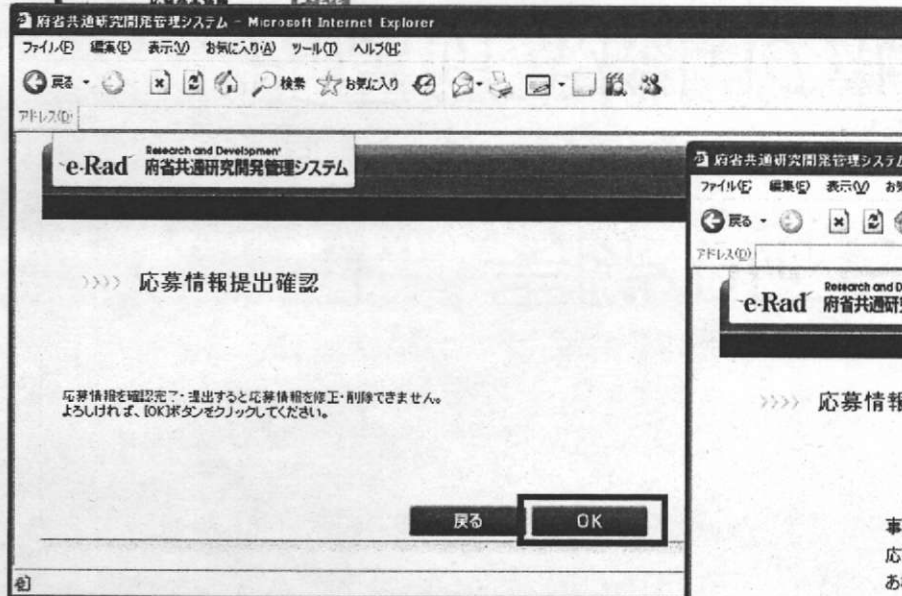 府省共通研究開発管理システム - Microsoft Internet Explorer
ファイル(F) 編集(E) 表示(V) お気に入り(A) ツール(T) ヘルプ(H)
戻る 検索 お気に入り
アドレス(D)
e-Rad Research and Development
府省共通研究開発管理システム
>>>> 応募情報提出確認
応募情報を確認完了・提出すると応募情報を修正・削除できません。
よろしければ、[OK]ボタンをクリックしてください。
戻る OK
府省共通研究開発管理システム
ファイル(F) 編集(E) 表示(V)
戻る
アドレス(D)
e-Rad Research and D
府省共通研
>>>> 応募情報
事
応